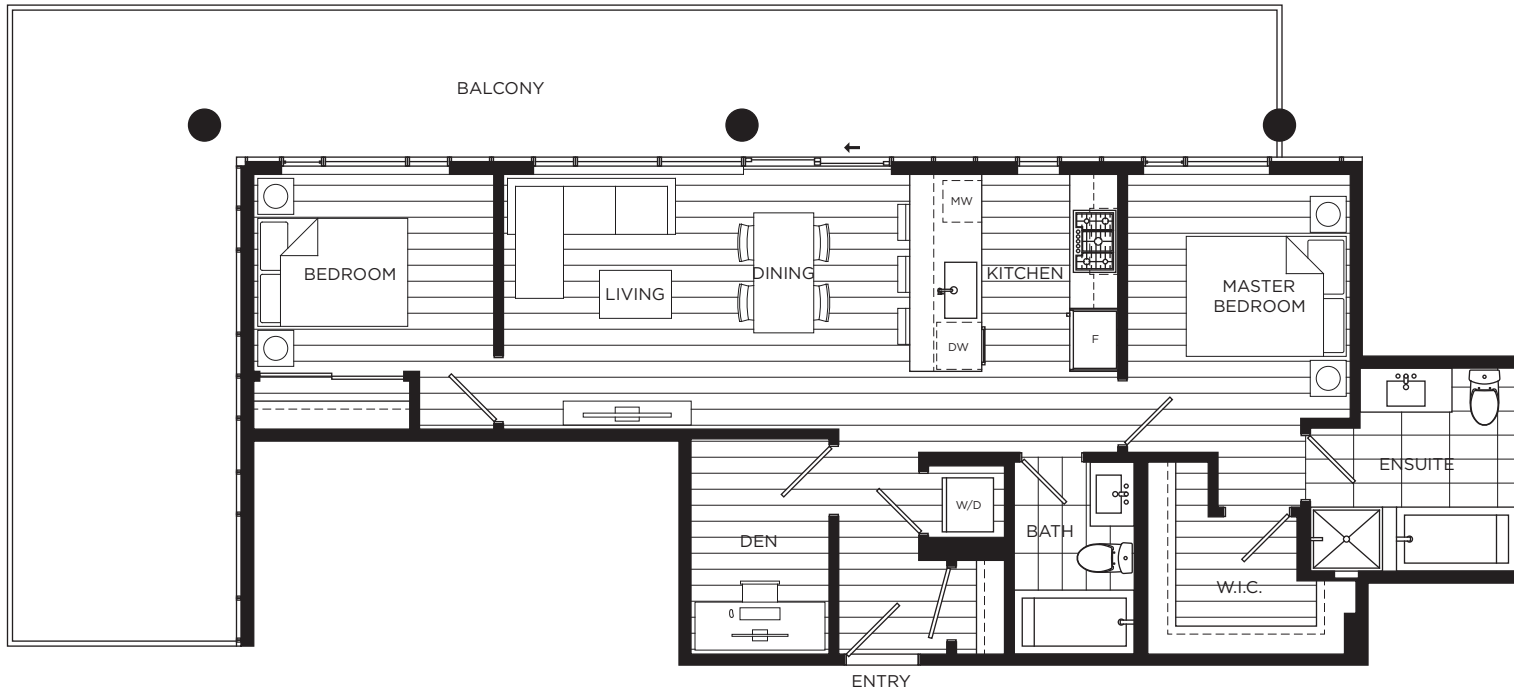 BALCONY
MW
BEDROOM
DINING
KITCHEN
LIVING
MASTER
BEDROOM
DW
F
ENSUITE
W/D
BATH
DEN
W.I.C.
ENTRY